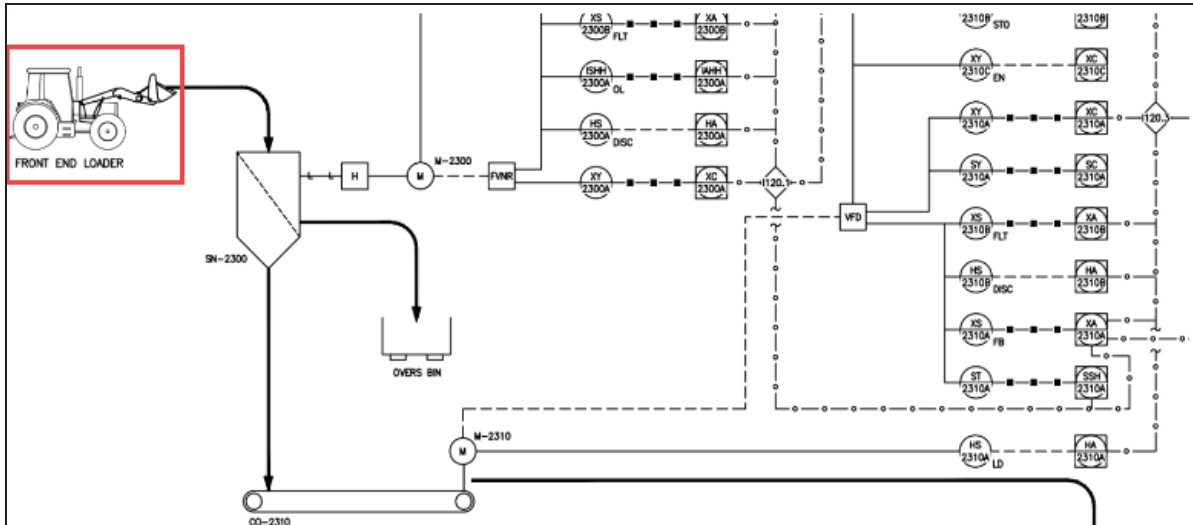 XS
2300B
FLT
XA
2300B
ISHH
2300A
OL
IAHH
2300A
HS
2300A
DISC
HA
2300A
XY
2300A
XC
2300A
I120.1
FRONT END LOADER
H
M
M-2300
FVNR
SN-2300
OVERS BIN
M
M-2310
CO-2310
VFD
2310B
STO
2310B
XY
2310C
EN
XC
2310C
XY
2310A
XC
2310A
I120.3
SY
2310A
SC
2310A
XS
2310B
FLT
XA
2310B
HS
2310B
DISC
HA
2310B
XS
2310A
FB
XA
2310A
ST
2310A
SSH
2310A
HS
2310A
LD
HA
2310A